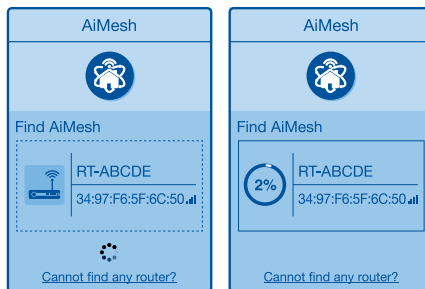 AiMesh
Find AiMesh
RT-ABCDE
34:97:F6:5F:6C:50
Cannot find any router?
AiMesh
Find AiMesh
2%
RT-ABCDE
34:97:F6:5F:6C:50
Cannot find any router?